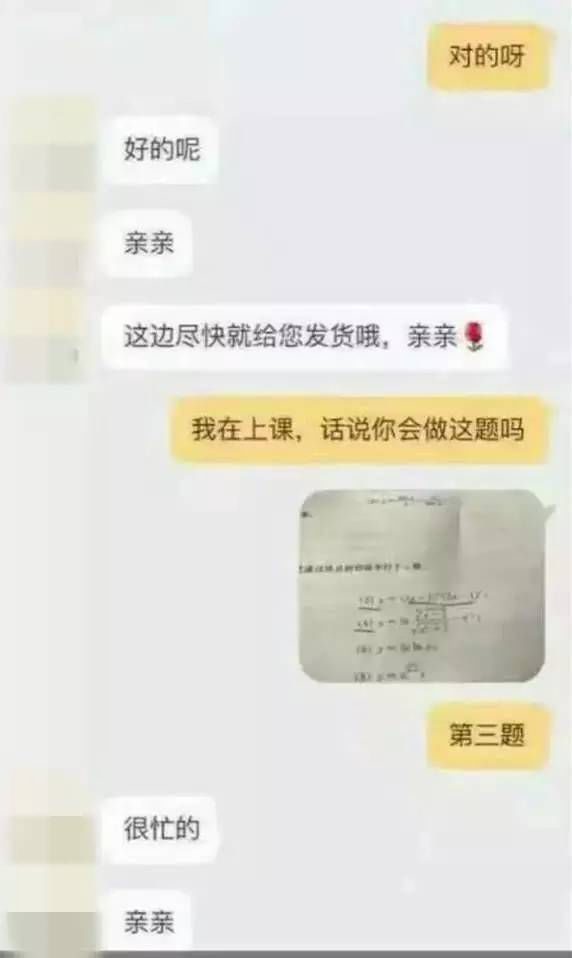 对的呀
好的呢
亲亲
这边尽快就给您发货哦，亲亲🌹
我在上课，话说你会做这题吗
第三题
很忙的
亲亲